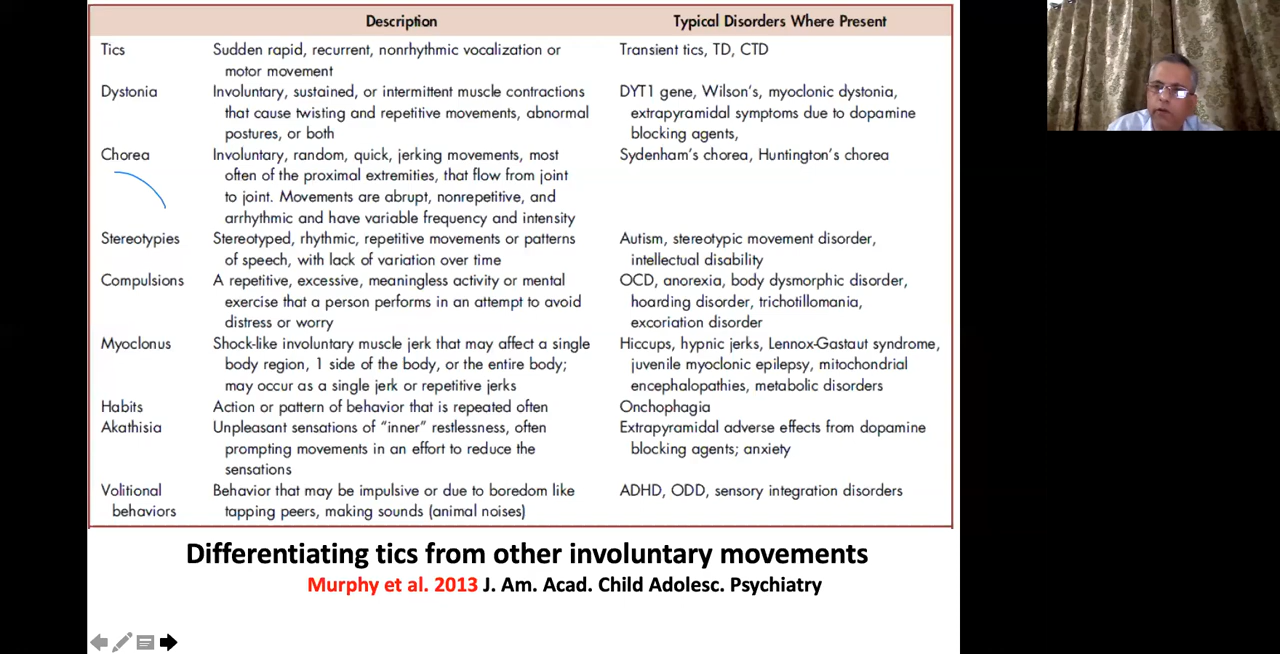 Description Typical Disorders Where Present
Tics Sudden rapid, recurrent, nonrhythmic vocalization or Transient tics, TD, CTD
motor movement
Dystonia Involuntary, sustained, or intermittent muscle contractions DYT1 gene, Wilson's, myoclonic dystonia,
that cause twisting and repetitive movements, abnormal extrapyramidal symptoms due to dopamine
postures, or both blocking agents,
Chorea Involuntary, random, quick, jerking movements, most Sydenham's chorea, Huntington's chorea
often of the proximal extremities, that flow from joint
to joint. Movements are abrupt, nonrepetitive, and
arrhythmic and have variable frequency and intensity
Stereotypies Stereotyped, rhythmic, repetitive movements or patterns Autism, stereotypic movement disorder,
of speech, with lack of variation over time intellectual disability
Compulsions A repetitive, excessive, meaningless activity or mental OCD, anorexia, body dysmorphic disorder,
exercise that a person performs in an attempt to avoid hoarding disorder, trichotillomania,
distress or worry excoriation disorder
Myoclonus Shock-like involuntary muscle jerk that may affect a single Hiccups, hypnic jerks, Lennox-Gastaut syndrome,
body region, 1 side of the body, or the entire body; juvenile myoclonic epilepsy, mitochondrial
may occur as a single jerk or repetitive jerks encephalopathies, metabolic disorders
Habits Action or pattern of behavior that is repeated often Onchophagia
Akathisia Unpleasant sensations of "inner" restlessness, often Extrapyramidal adverse effects from dopamine
prompting movements in an effort to reduce the blocking agents; anxiety
sensations
Volitional Behavior that may be impulsive or due to boredom like ADHD, ODD, sensory integration disorders
behaviors tapping peers, making sounds (animal noises)
Differentiating tics from other involuntary movements
Murphy et al. 2013 J. Am. Acad. Child Adolesc. Psychiatry